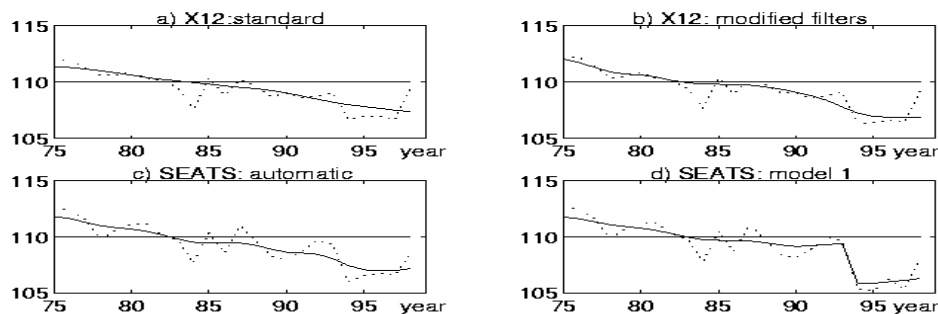 a) X12:standard
115
110
105
75 80 85 90 95 year
b) X12: modified filters
115
110
105
75 80 85 90 95 year
c) SEATS: automatic
115
110
105
75 80 85 90 95 year
d) SEATS: model 1
115
110
105
75 80 85 90 95 year